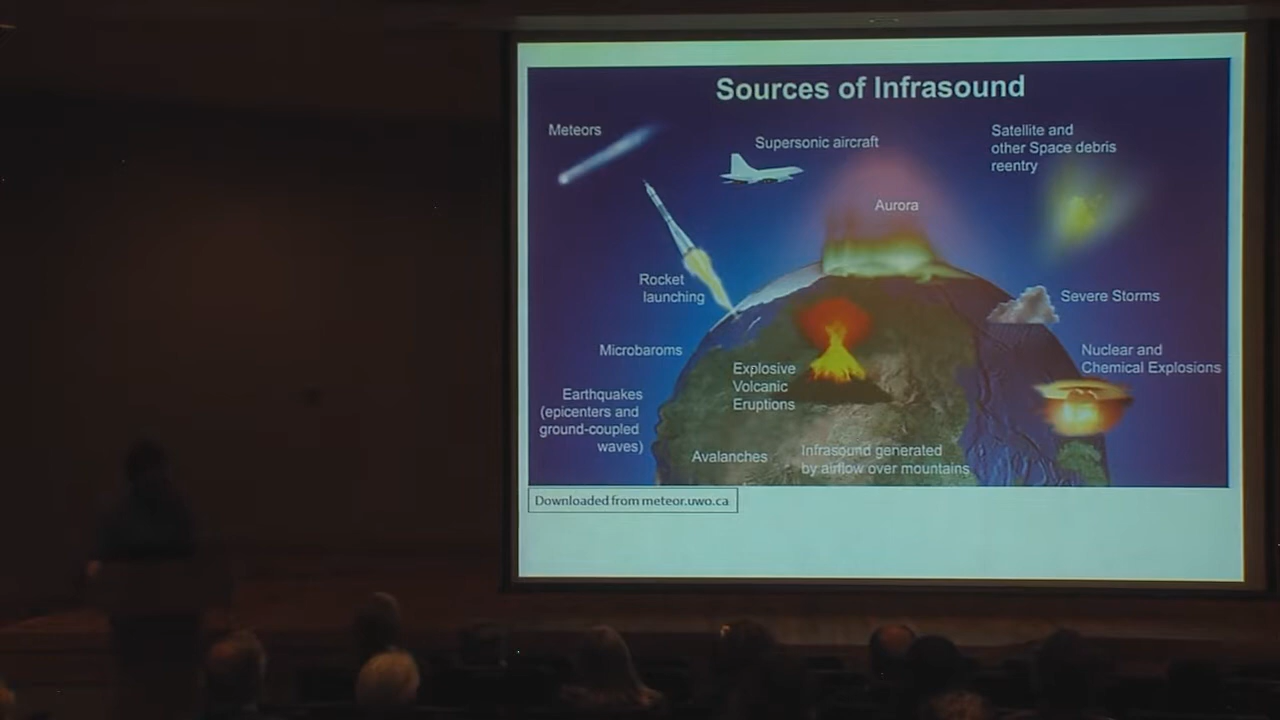 Sources of Infrasound
Meteors
Supersonic aircraft
Satellite and
other Space debris
reentry
Aurora
Rocket
launching
Severe Storms
Microbaroms
Nuclear and
Chemical Explosions
Explosive
Volcanic
Eruptions
Earthquakes
(epicenters and
ground-coupled
waves)
Avalanches
Infrasound generated
by airflow over mountains
Downloaded from meteor.uwo.ca